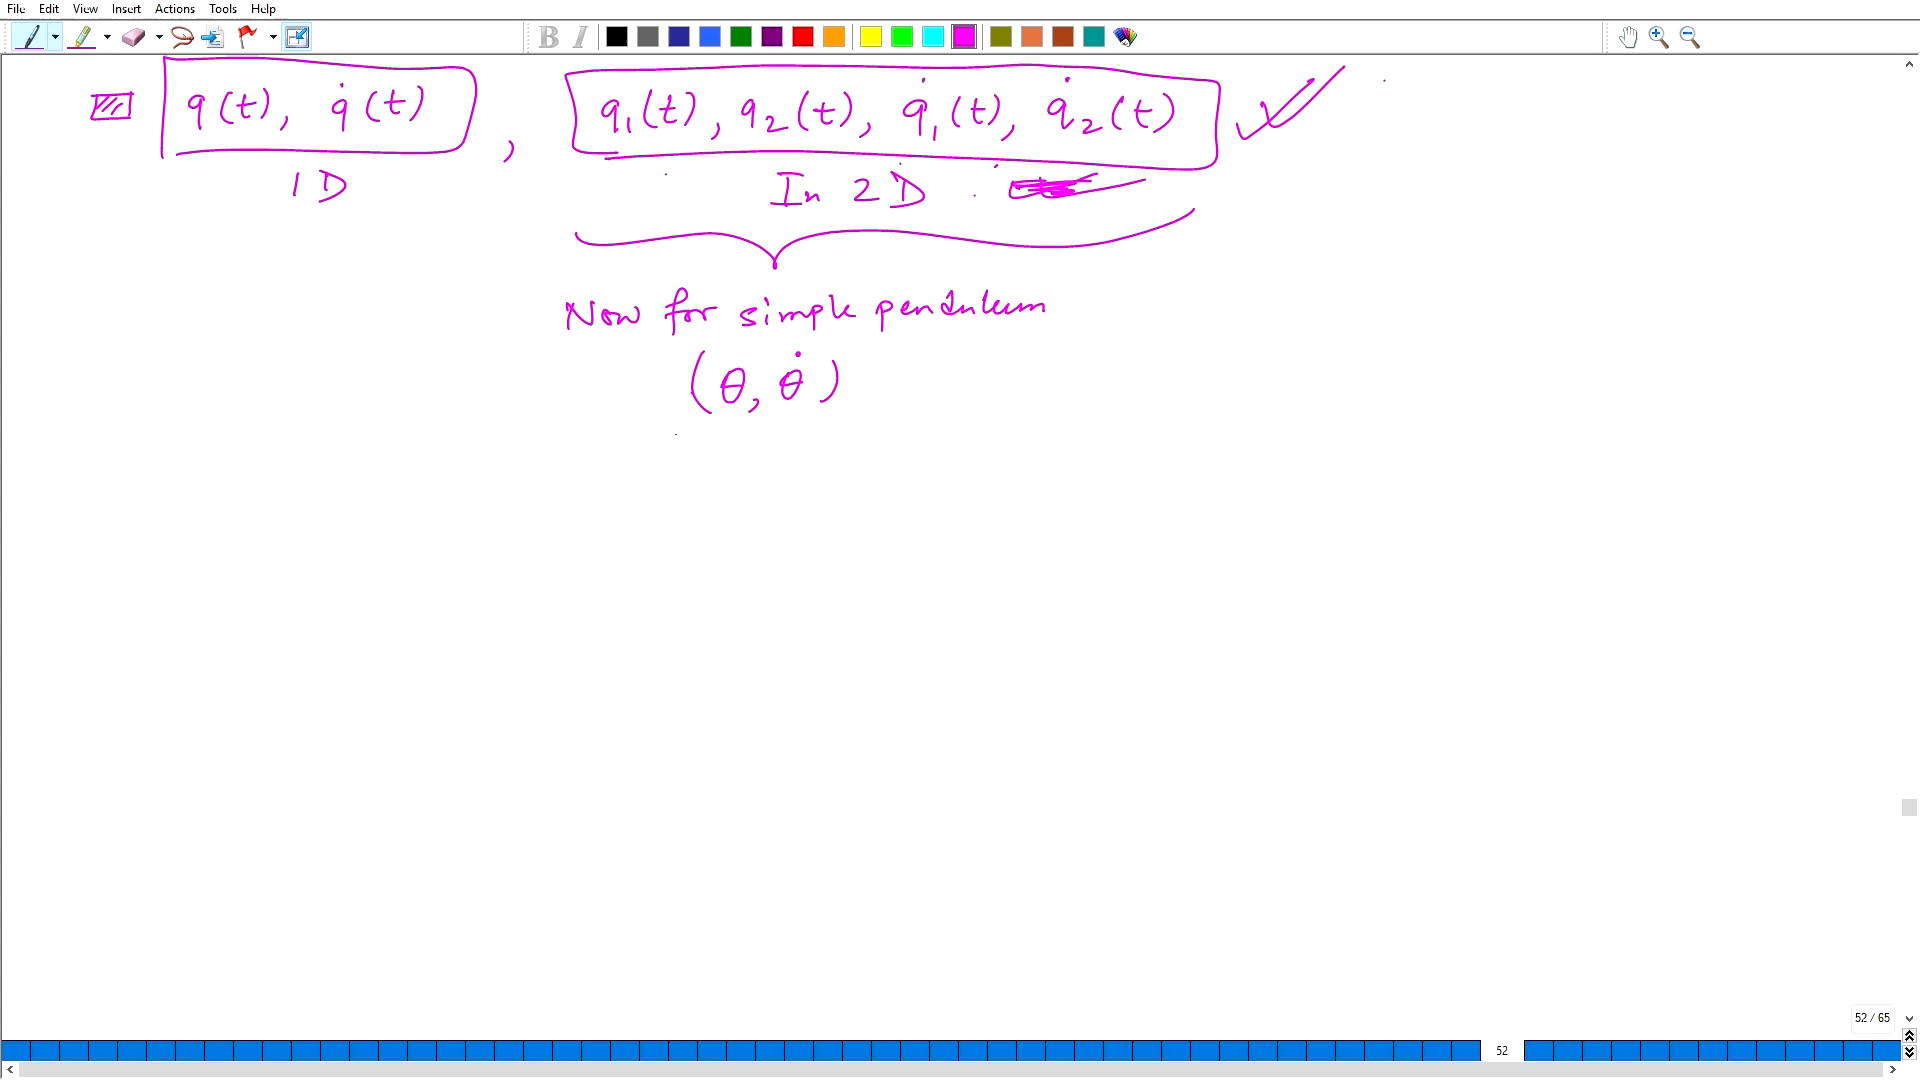 File Edit View Insert Actions Tools Help
B I
q(t), q̇(t) , q₁(t), q₂(t), q̇₁(t), q̇₂(t)
1D In 2D
Now for simple pendulum
(θ, θ̇)
52 / 65
52